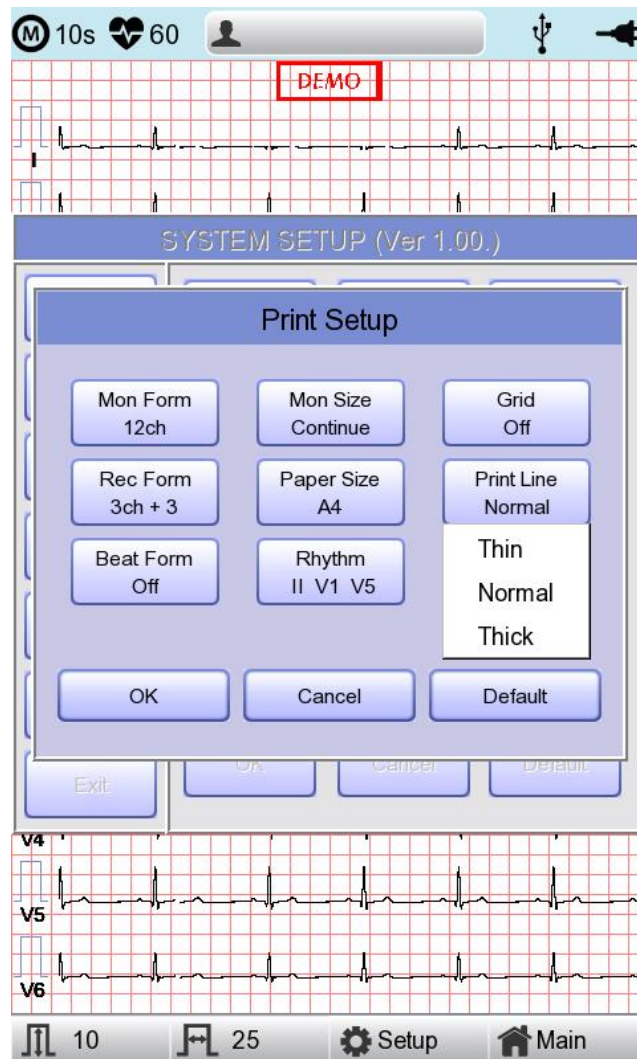 M 10s 60
DEMO
I
SYSTEM SETUP (Ver 1.00.)
Print Setup
Mon Form
12ch
Mon Size
Continue
Grid
Off
Rec Form
3ch + 3
Paper Size
A4
Print Line
Normal
Beat Form
Off
Rhythm
II V1 V5
Thin
Normal
Thick
OK
Cancel
Default
Exit
OK
Cancel
Default
V4
V5
V6
10
25
Setup
Main